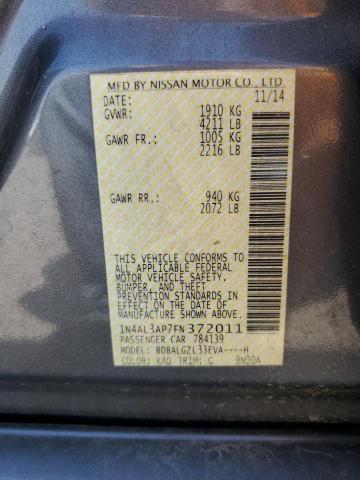 MFD BY NISSAN MOTOR CO., LTD.
DATE: 11/14
GVWR: 1910 KG
4211 LB
GAWR FR.: 1005 KG
2216 LB
GAWR RR.: 940 KG
2072 LB
THIS VEHICLE CONFORMS TO
ALL APPLICABLE FEDERAL
MOTOR VEHICLE SAFETY,
BUMPER, AND THEFT
PREVENTION STANDARDS
IN EFFECT ON THE DATE OF
MANUFACTURE SHOWN ABOVE.
1N4AL3AP7FN372011
PASSENGER CAR 784139
MODEL: BDBALGZL33EVA----H
COLOR: KAD TRIM: G 9N00A